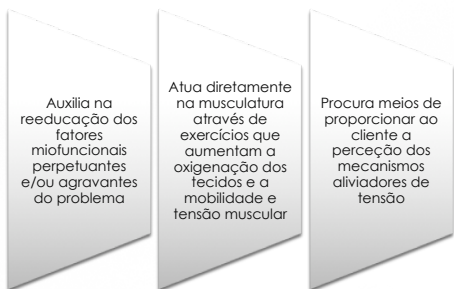 Auxilia na
reeducação dos
fatores
miofuncionais
perpetuantes
e/ou agravantes
do problema
Atua diretamente
na musculatura
através de
exercícios que
aumentam a
oxigenação dos
tecidos e a
mobilidade e
tensão muscular
Procura meios de
proporcionar ao
cliente a
perceção dos
mecanismos
aliviadores de
tensão